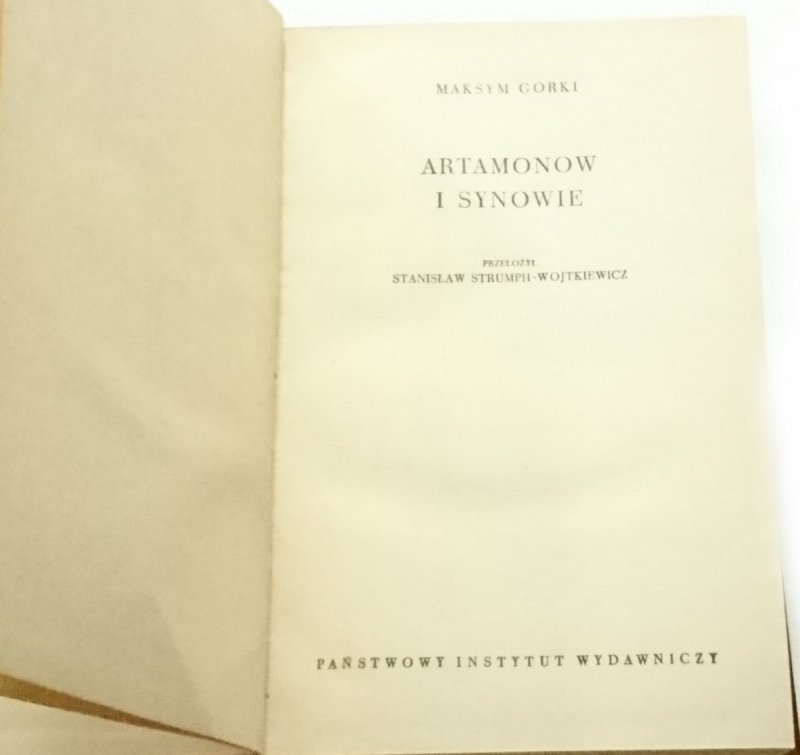 MAKSYM GORKI
ARTAMONOW
I SYNOWIE
PRZEŁOŻYŁ
STANISŁAW STRUMPH-WOJTKIEWICZ
PAŃSTWOWY INSTYTUT WYDAWNICZY